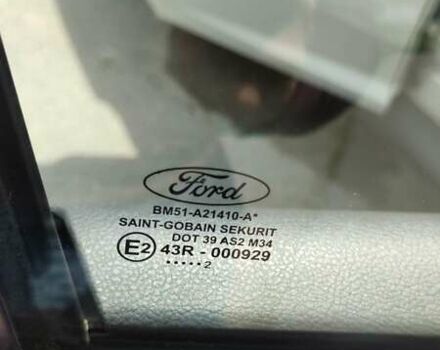 Ford
BM51-A21410-A*
SAINT-GOBAIN SEKURIT
DOT 39 AS2 M34
E2 43R - 000929
••••• 2